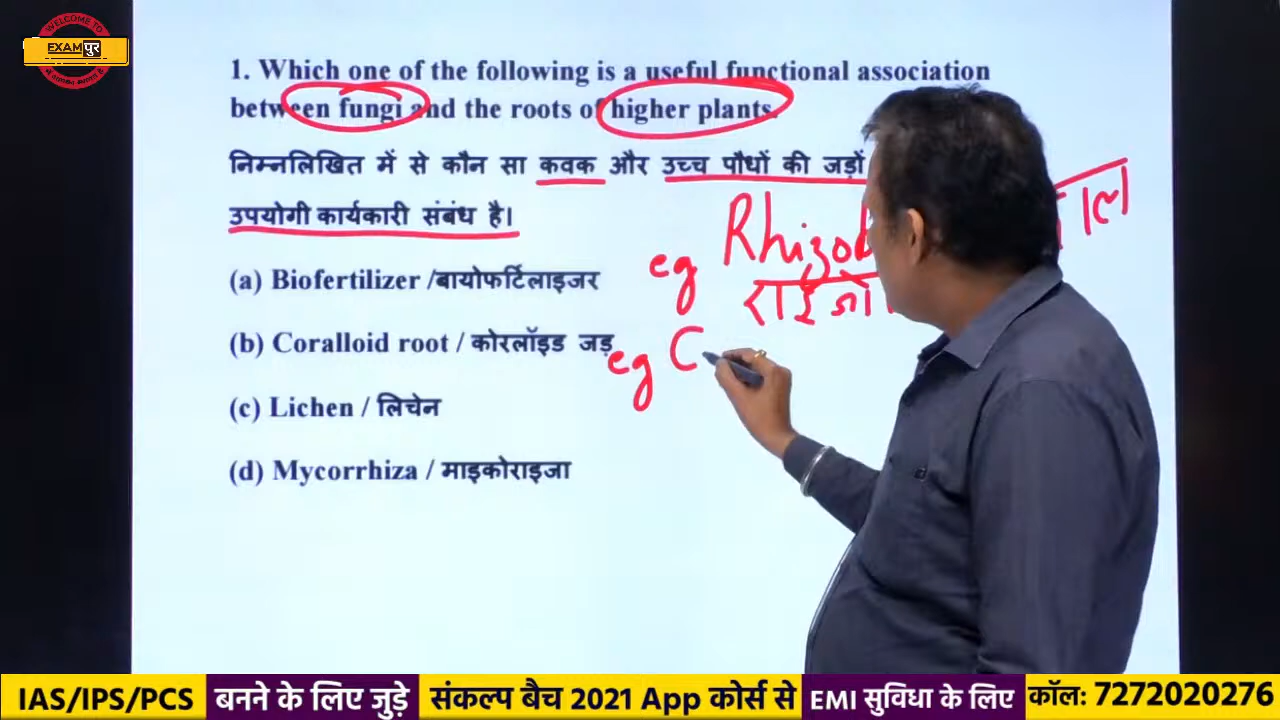 WELCOME TO
EXAMपुर
1. Which one of the following is a useful functional association
between fungi and the roots of higher plants.
निम्नलिखित में से कौन सा कवक और उच्च पौधों की जड़ों
उपयोगी कार्यकारी संबंध है।
(a) Biofertilizer /बायोफर्टिलाइजर
eg
(b) Coralloid root / कोरलॉइड जड़
eg C
(c) Lichen / लिचेन
(d) Mycorrhiza / माइकोराइजा
IAS/IPS/PCS बनने के लिए जुड़े संकल्प बैच 2021 App कोर्स से EMI सुविधा के लिए कॉल: 7272020276